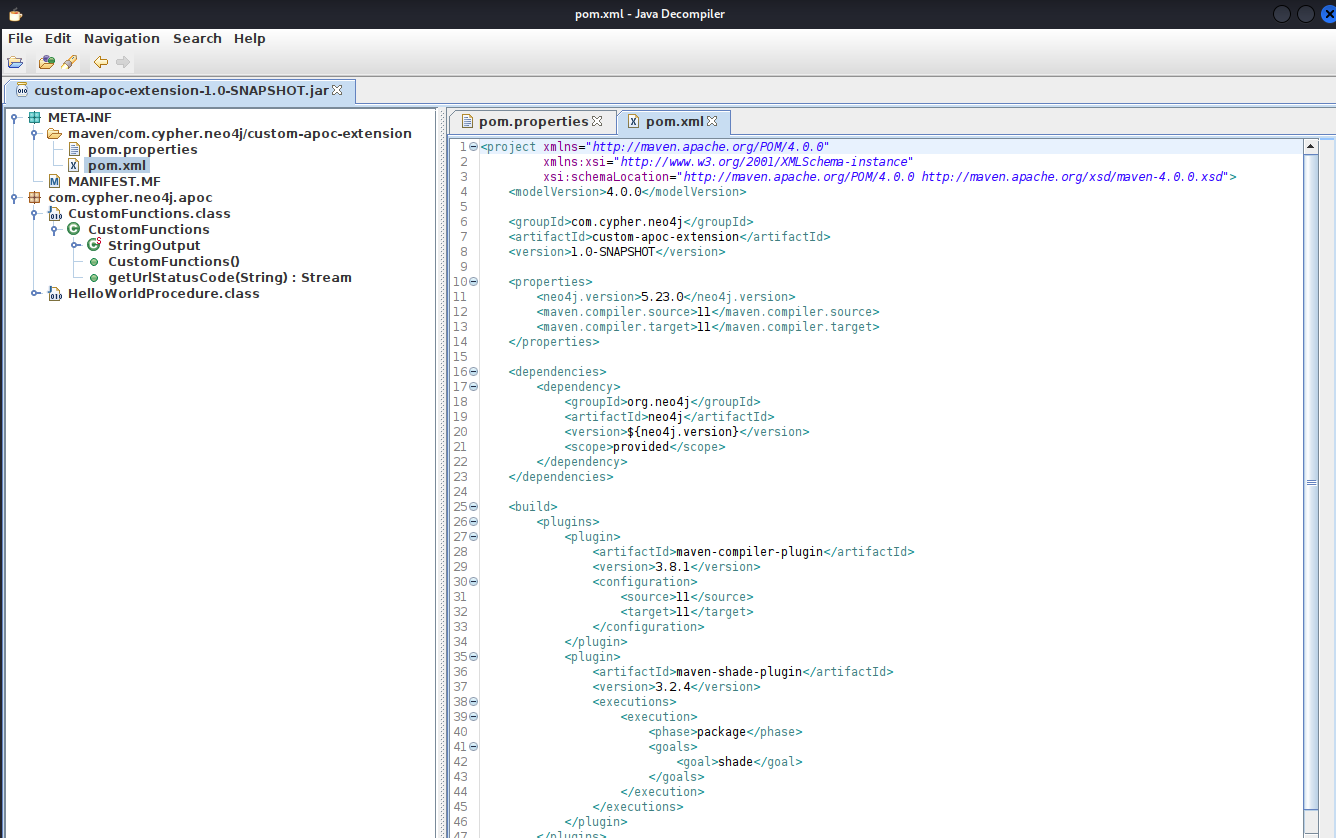 pom.xml - Java Decompiler
File Edit Navigation Search Help
custom-apoc-extension-1.0-SNAPSHOT.jar
META-INF
maven/com.cypher.neo4j/custom-apoc-extension
pom.properties
pom.xml
MANIFEST.MF
com.cypher.neo4j.apoc
CustomFunctions.class
CustomFunctions
StringOutput
CustomFunctions()
getUrlStatusCode(String) : Stream
HelloWorldProcedure.class
pom.properties pom.xml
1 <project xmlns="http://maven.apache.org/POM/4.0.0"
2 xmlns:xsi="http://www.w3.org/2001/XMLSchema-instance"
3 xsi:schemaLocation="http://maven.apache.org/POM/4.0.0 http://maven.apache.org/xsd/maven-4.0.0.xsd">
4 <modelVersion>4.0.0</modelVersion>
5
6 <groupId>com.cypher.neo4j</groupId>
7 <artifactId>custom-apoc-extension</artifactId>
8 <version>1.0-SNAPSHOT</version>
9
10 <properties>
11 <neo4j.version>5.23.0</neo4j.version>
12 <maven.compiler.source>11</maven.compiler.source>
13 <maven.compiler.target>11</maven.compiler.target>
14 </properties>
15
16 <dependencies>
17 <dependency>
18 <groupId>org.neo4j</groupId>
19 <artifactId>neo4j</artifactId>
20 <version>${neo4j.version}</version>
21 <scope>provided</scope>
22 </dependency>
23 </dependencies>
24
25 <build>
26 <plugins>
27 <plugin>
28 <artifactId>maven-compiler-plugin</artifactId>
29 <version>3.8.1</version>
30 <configuration>
31 <source>11</source>
32 <target>11</target>
33 </configuration>
34 </plugin>
35 <plugin>
36 <artifactId>maven-shade-plugin</artifactId>
37 <version>3.2.4</version>
38 <executions>
39 <execution>
40 <phase>package</phase>
41 <goals>
42 <goal>shade</goal>
43 </goals>
44 </execution>
45 </executions>
46 </plugin>
47 </plugins>